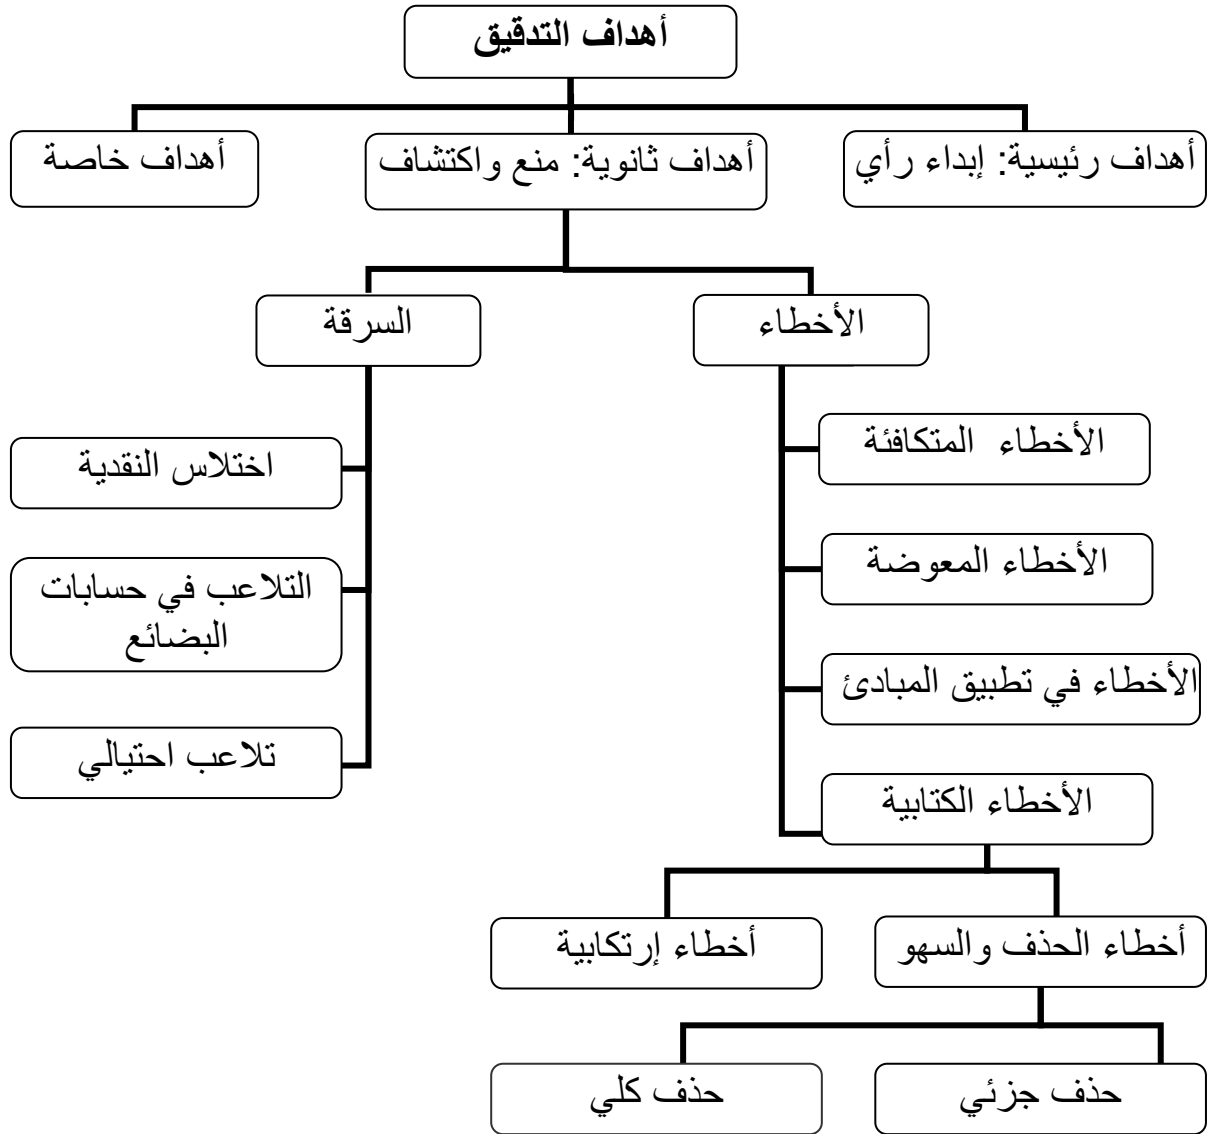 أهداف التدقيق
أهداف رئيسية: إبداء رأي
أهداف ثانوية: منع واكتشاف
أهداف خاصة
الأخطاء
السرقة
الأخطاء المتكافئة
الأخطاء المعوضة
الأخطاء في تطبيق المبادئ
الأخطاء الكتابية
اختلاس النقدية
التلاعب في حسابات
البضائع
تلاعب احتيالي
أخطاء الحذف والسهو
أخطاء إرتكابية
حذف جزئي
حذف كلي